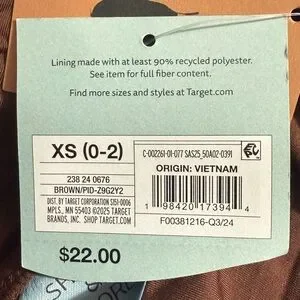 Lining made with at least 90% recycled polyester.
See item for full fiber content.
Find more sizes and styles at Target.com
XS (0-2)
238 24 0676
BROWN/PID-Z9G2Y2
DIST. BY TARGET CORPORATION S151-0006
MPLS., MN 55403 ©2025 TARGET
BRANDS, INC. SHOP TARGET.COM
C-002261-01-077 SAS25_50A02-0391
ORIGIN: VIETNAM
1 98420 17394 4
F00381216-Q3/24
$22.00